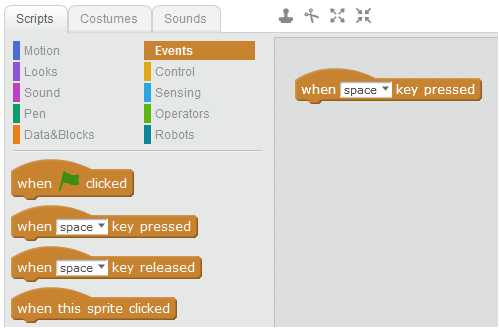 Scripts Costumes Sounds
Motion Events
Looks Control
Sound Sensing
Pen Operators
Data&Blocks Robots
when clicked
when space key pressed
when space key released
when this sprite clicked
when space key pressed